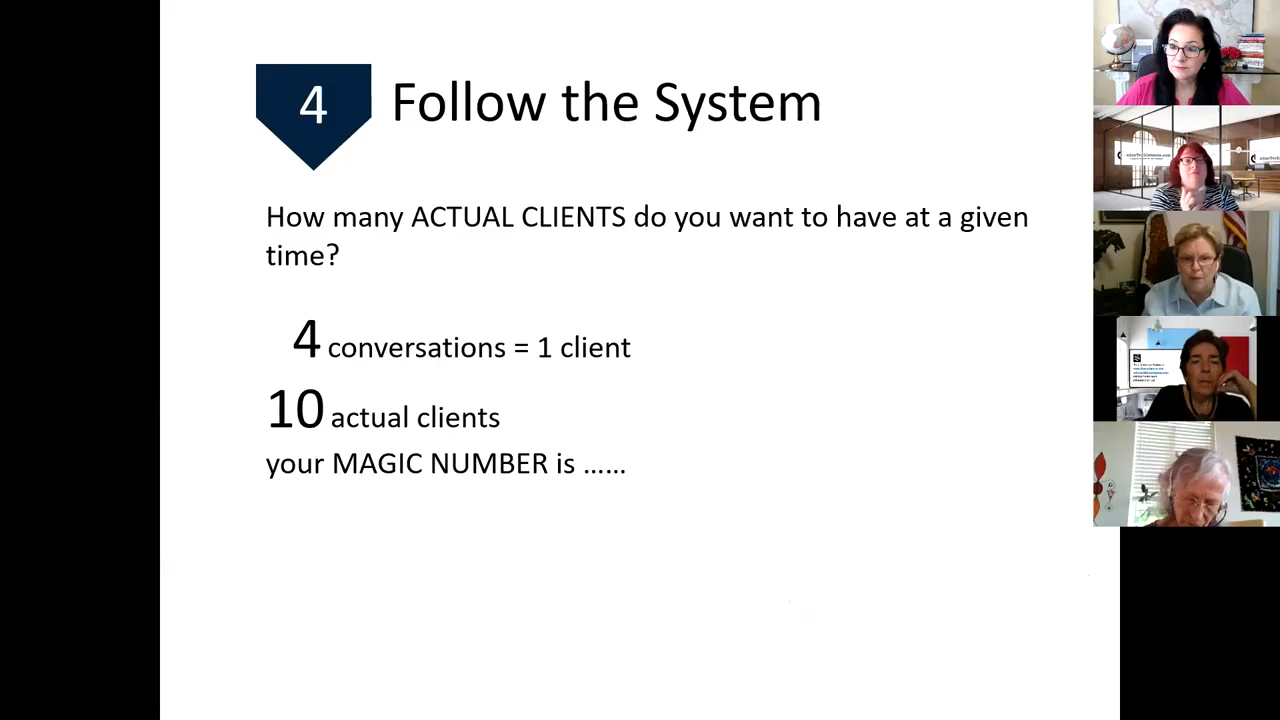 4 Follow the System
How many ACTUAL CLIENTS do you want to have at a given
time?
4 conversations = 1 client
10 actual clients
your MAGIC NUMBER is ......